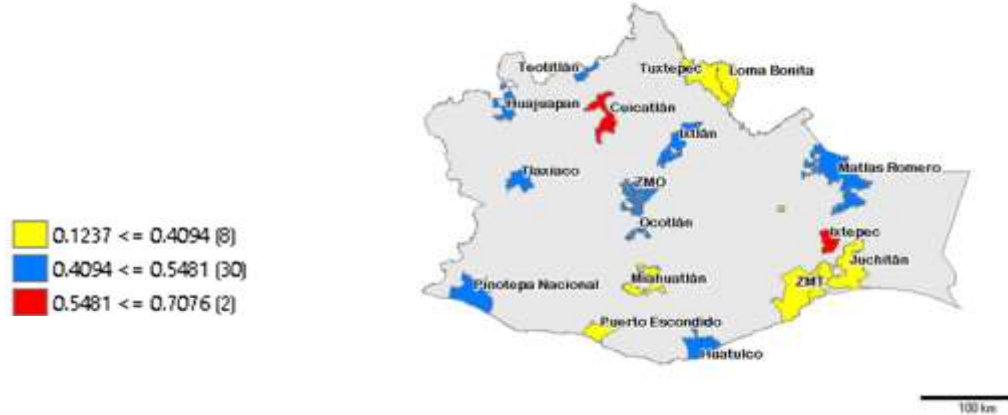 Teotitlán
Tuxtepec
Loma Bonita
Huajuapan
Cuicatlán
Ixtlán
Tlaxiaco
ZMO
Matías Romero
Ocotlán
Ixtepec
Juchitán
Pinotepa Nacional
Miahuatlán
ZMT
Puerto Escondido
Huatulco
0.1237 <= 0.4094 (8)
0.4094 <= 0.5481 (30)
0.5481 <= 0.7076 (2)
100 km